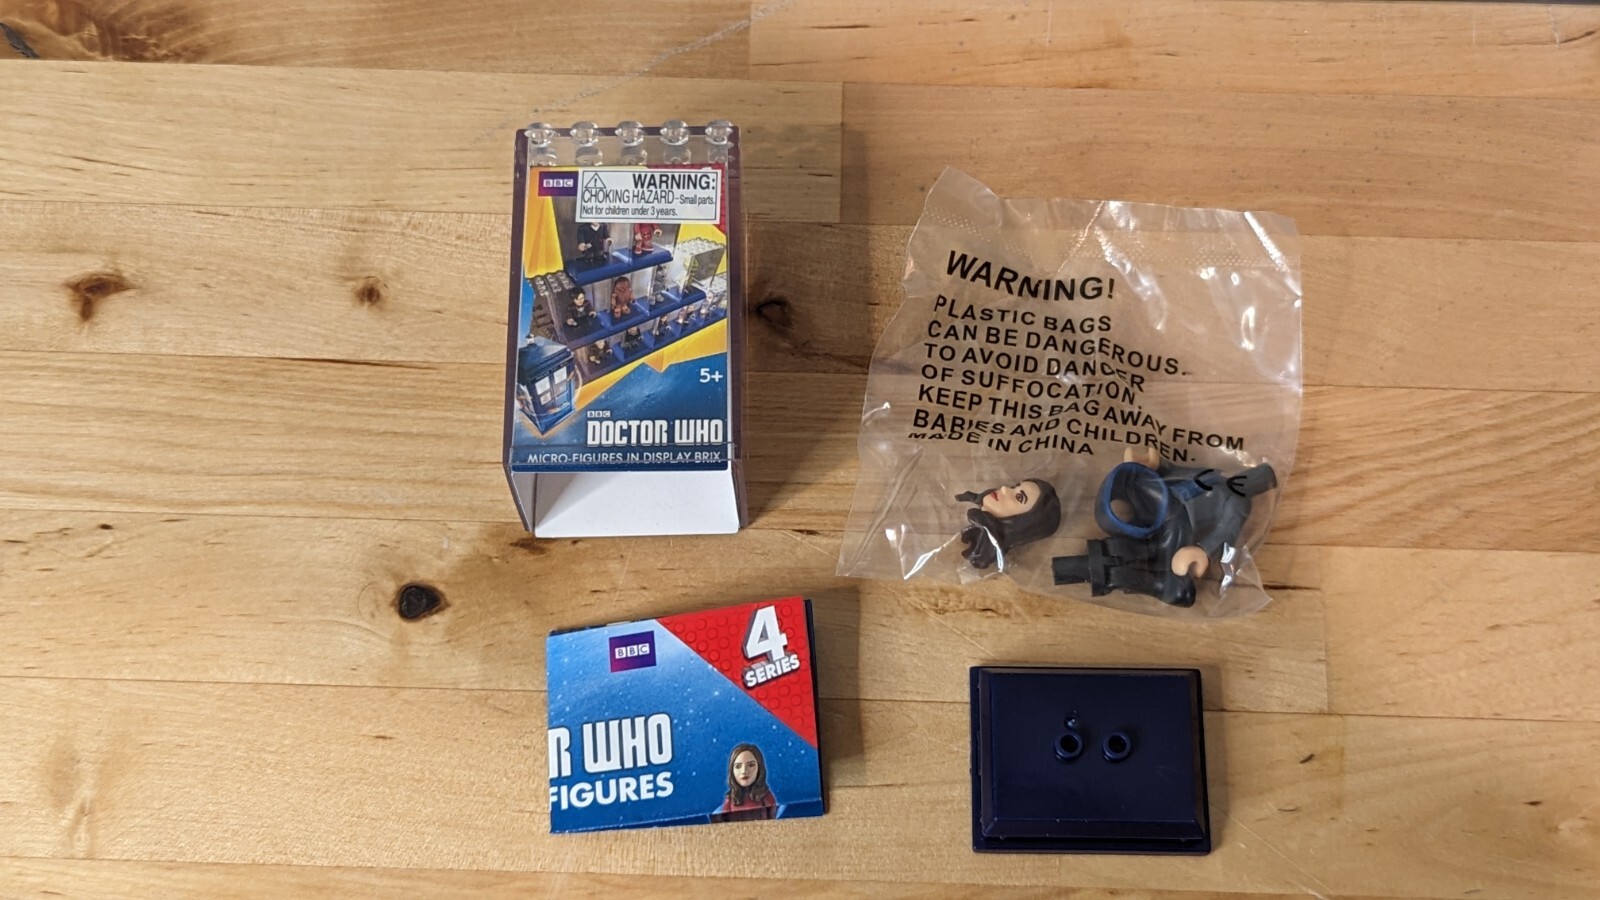 BBC
WARNING:
CHOKING HAZARD-Small parts.
Not for children under 3 years.
5+
BBC
DOCTOR WHO
MICRO-FIGURES IN DISPLAY BRIX
WARNING!
PLASTIC BAGS
CAN BE DANGEROUS.
TO AVOID DANGER
OF SUFFOCATION,
KEEP THIS BAG AWAY FROM
BABIES AND CHILDREN.
MADE IN CHINA
CE
BBC
4
SERIES
R WHO
FIGURES